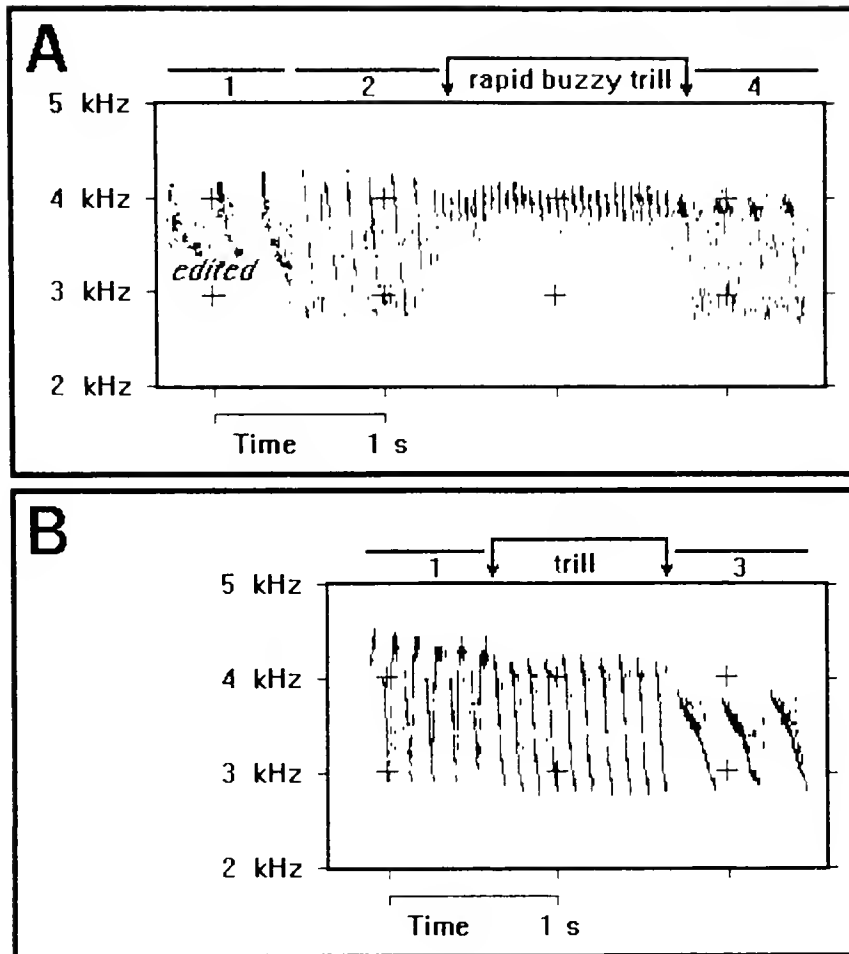 A
1 2 rapid buzzy trill 4
5 kHz
4 kHz
edited
3 kHz
2 kHz
Time 1 s
B
1 trill 3
5 kHz
4 kHz
3 kHz
2 kHz
Time 1 s